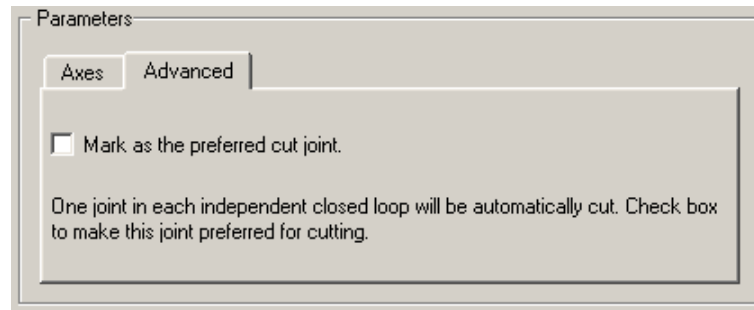 Parameters
Axes Advanced
Mark as the preferred cut joint.
One joint in each independent closed loop will be automatically cut. Check box
to make this joint preferred for cutting.